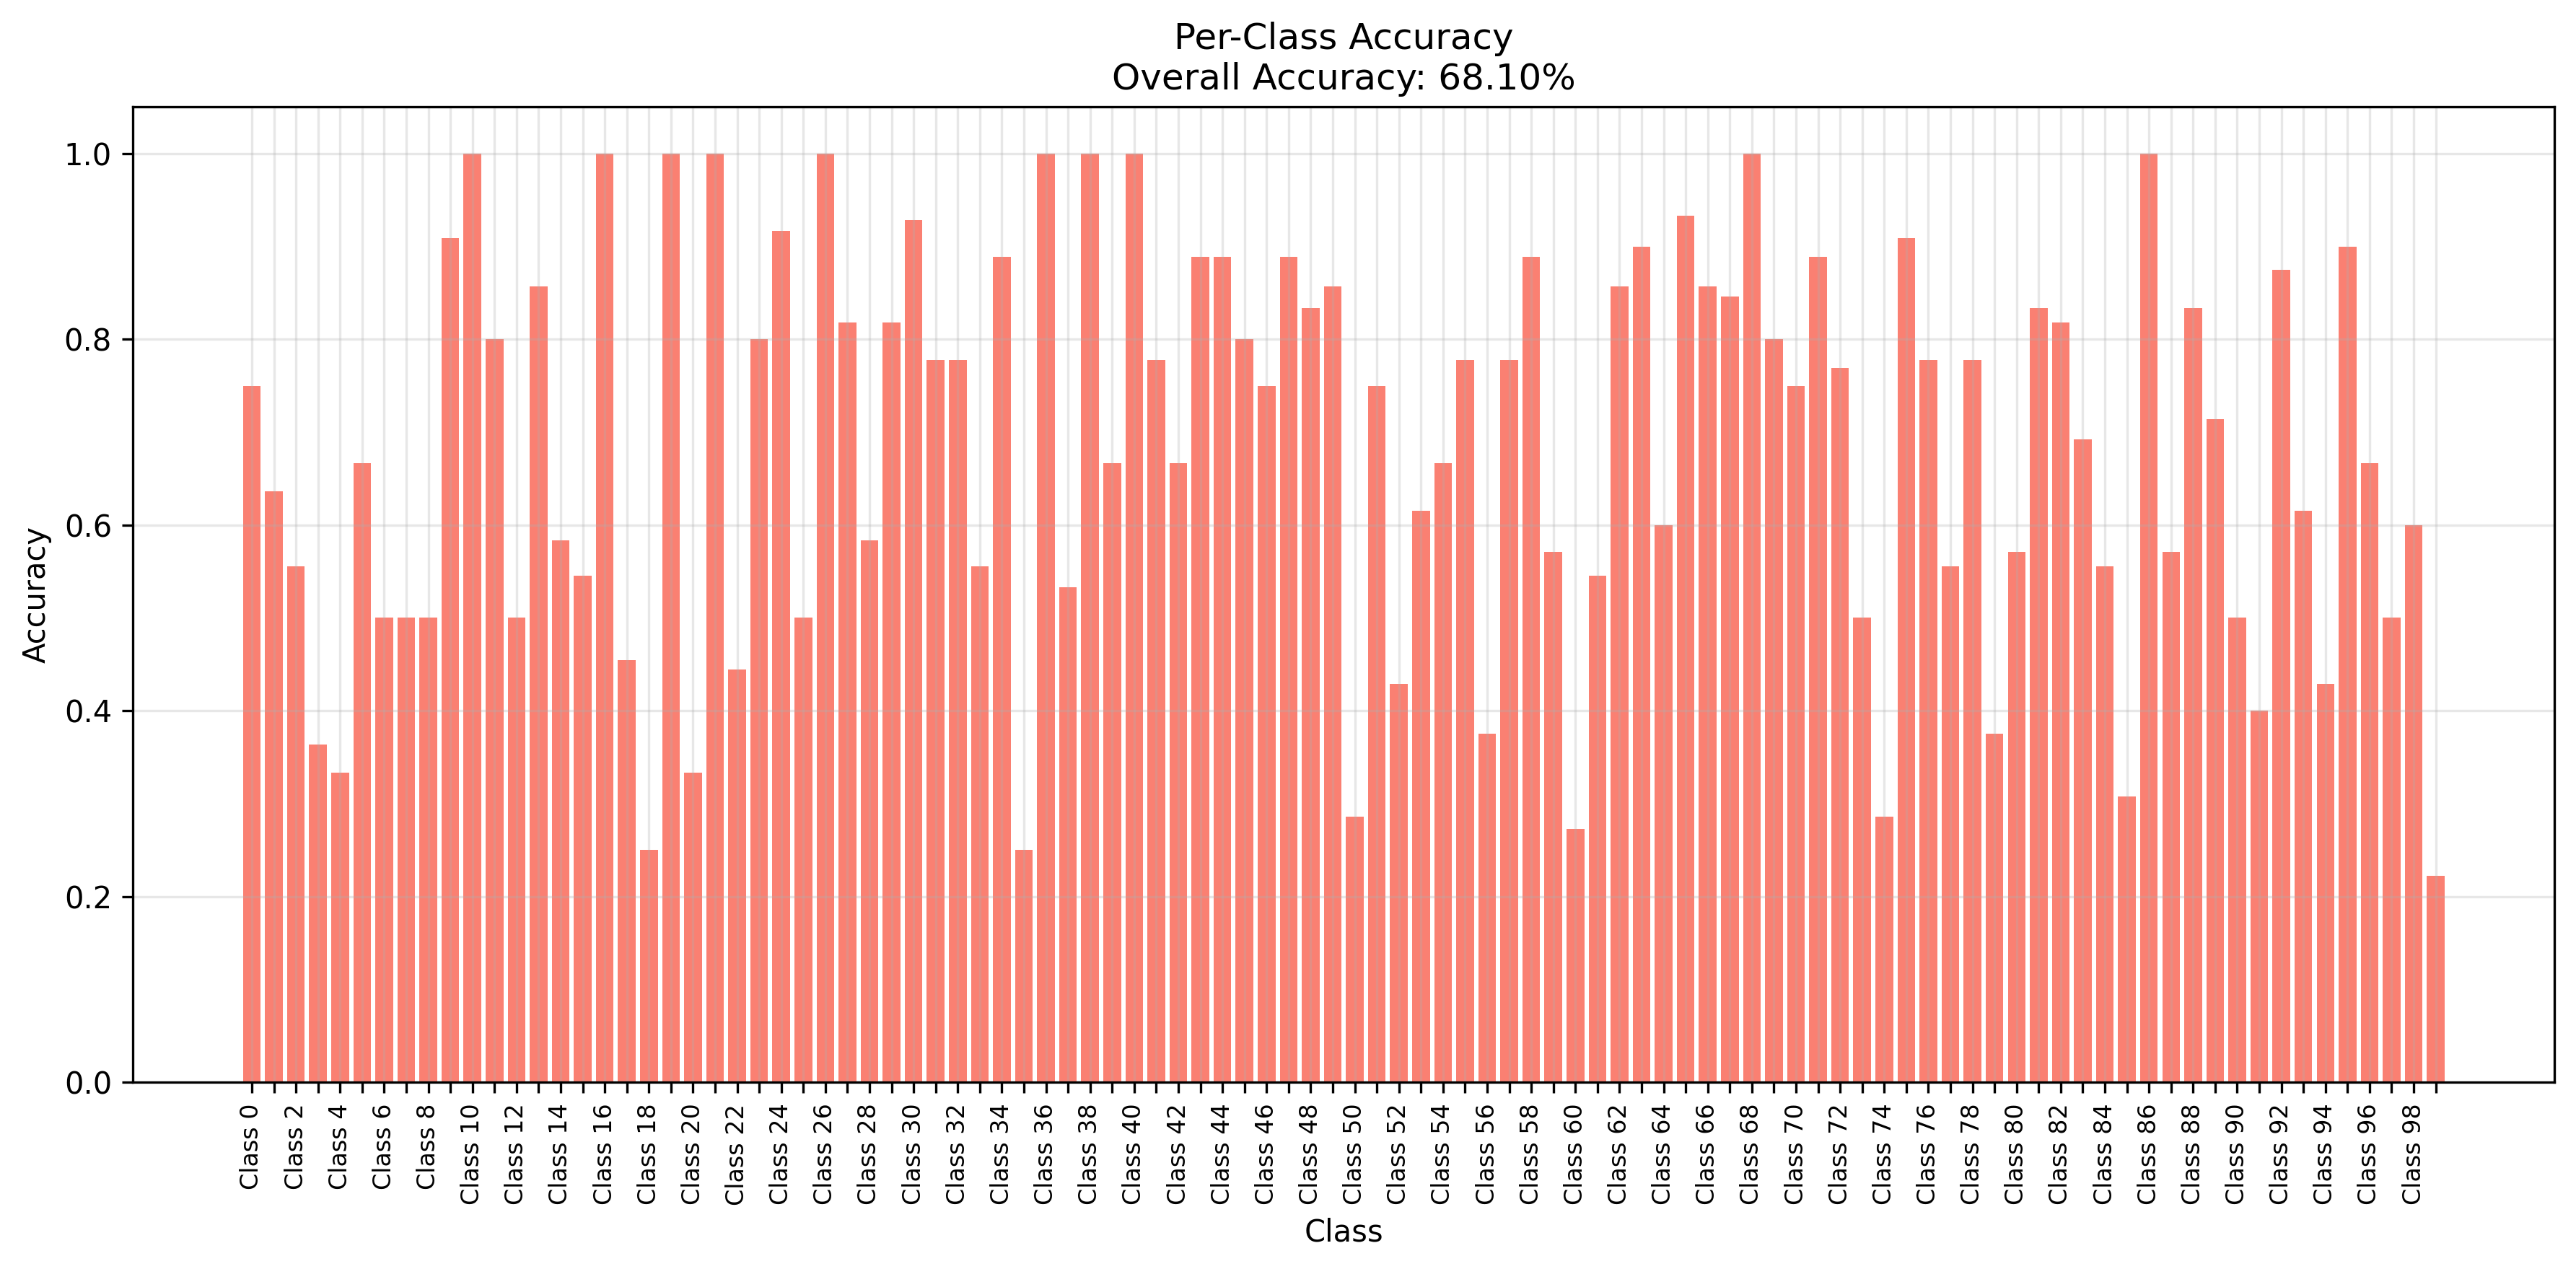 Per-Class Accuracy
Overall Accuracy: 68.10%
Accuracy
1.0
0.8
0.6
0.4
0.2
0.0
Class 0
Class 2
Class 4
Class 6
Class 8
Class 10
Class 12
Class 14
Class 16
Class 18
Class 20
Class 22
Class 24
Class 26
Class 28
Class 30
Class 32
Class 34
Class 36
Class 38
Class 40
Class 42
Class 44
Class 46
Class 48
Class 50
Class 52
Class 54
Class 56
Class 58
Class 60
Class 62
Class 64
Class 66
Class 68
Class 70
Class 72
Class 74
Class 76
Class 78
Class 80
Class 82
Class 84
Class 86
Class 88
Class 90
Class 92
Class 94
Class 96
Class 98
Class